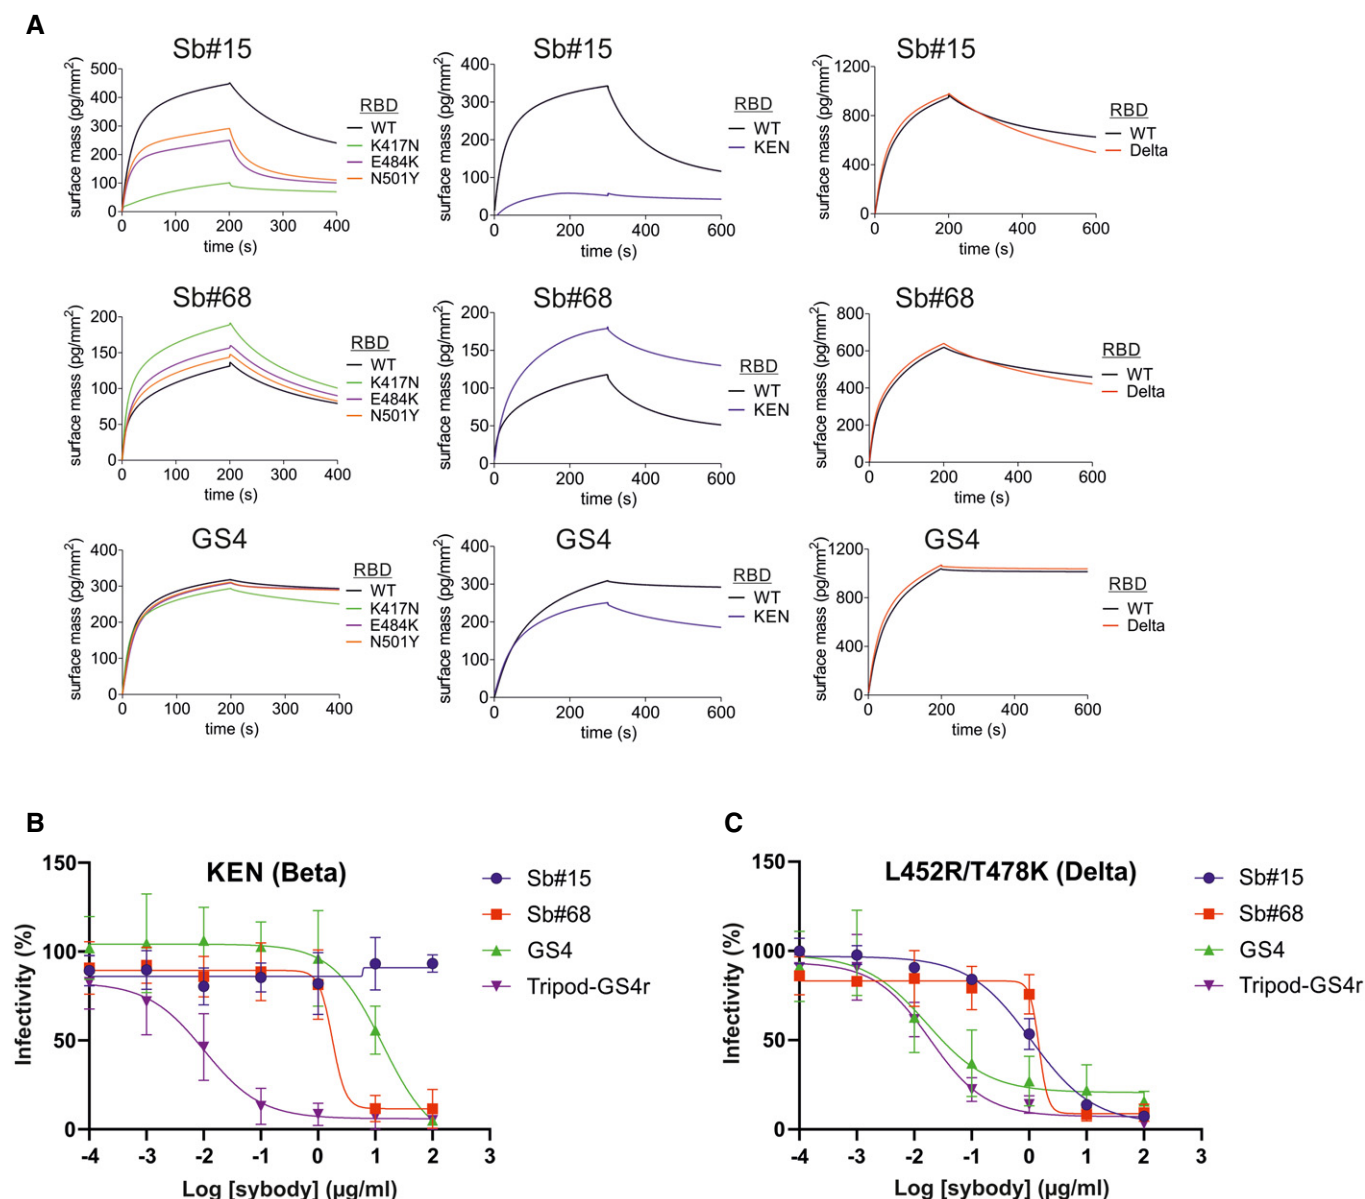 A
Sb#15
surface mass (pg/mm²)
500
400
300
200
100
0
0 100 200 300 400
time (s)
RBD
WT
K417N
E484K
N501Y
Sb#15
surface mass (pg/mm²)
400
300
200
100
0
0 200 400 600
time (s)
RBD
WT
KEN
Sb#15
surface mass (pg/mm²)
1200
800
400
0
0 200 400 600
time (s)
RBD
WT
Delta
Sb#68
surface mass (pg/mm²)
200
150
100
50
0
0 100 200 300 400
time (s)
RBD
WT
K417N
E484K
N501Y
Sb#68
surface mass (pg/mm²)
200
150
100
50
0
0 200 400 600
time (s)
RBD
WT
KEN
Sb#68
surface mass (pg/mm²)
800
600
400
200
0
0 200 400 600
time (s)
RBD
WT
Delta
GS4
surface mass (pg/mm²)
400
300
200
100
0
0 100 200 300 400
time (s)
RBD
WT
K417N
E484K
N501Y
GS4
surface mass (pg/mm²)
400
300
200
100
0
0 200 400 600
time (s)
RBD
WT
KEN
GS4
surface mass (pg/mm²)
1200
800
400
0
0 200 400 600
time (s)
RBD
WT
Delta
B
KEN (Beta)
Infectivity (%)
150
100
50
0
-4 -3 -2 -1 0 1 2 3
Log [sybody] (µg/ml)
Sb#15
Sb#68
GS4
Tripod-GS4r
C
L452R/T478K (Delta)
Infectivity (%)
150
100
50
0
-4 -3 -2 -1 0 1 2 3
Log [sybody] (µg/ml)
Sb#15
Sb#68
GS4
Tripod-GS4r